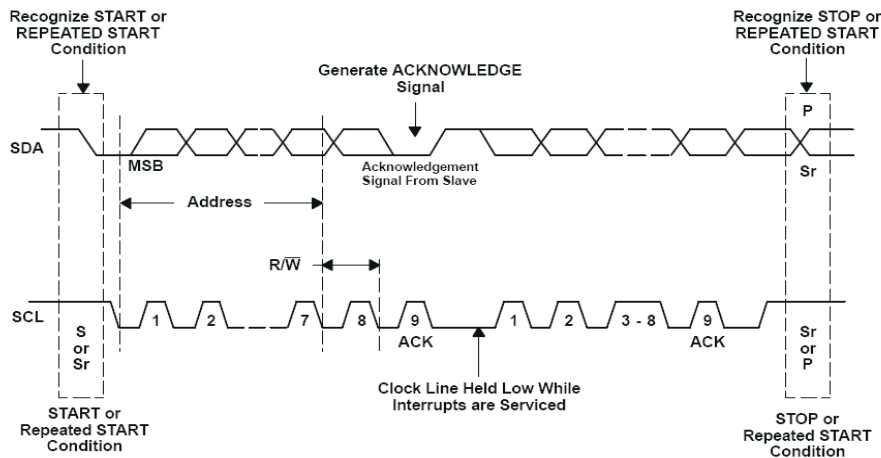 Recognize START or
REPEATED START
Condition
Recognize STOP or
REPEATED START
Condition
Generate ACKNOWLEDGE
Signal
P
SDA
MSB
Acknowledgement
Signal From Slave
Sr
Address
R/W̅
SCL
S
or
Sr
1
2
7
8
9
ACK
1
2
3 - 8
9
ACK
Sr
or
P
Clock Line Held Low While
Interrupts are Serviced
START or
Repeated START
Condition
STOP or
Repeated START
Condition